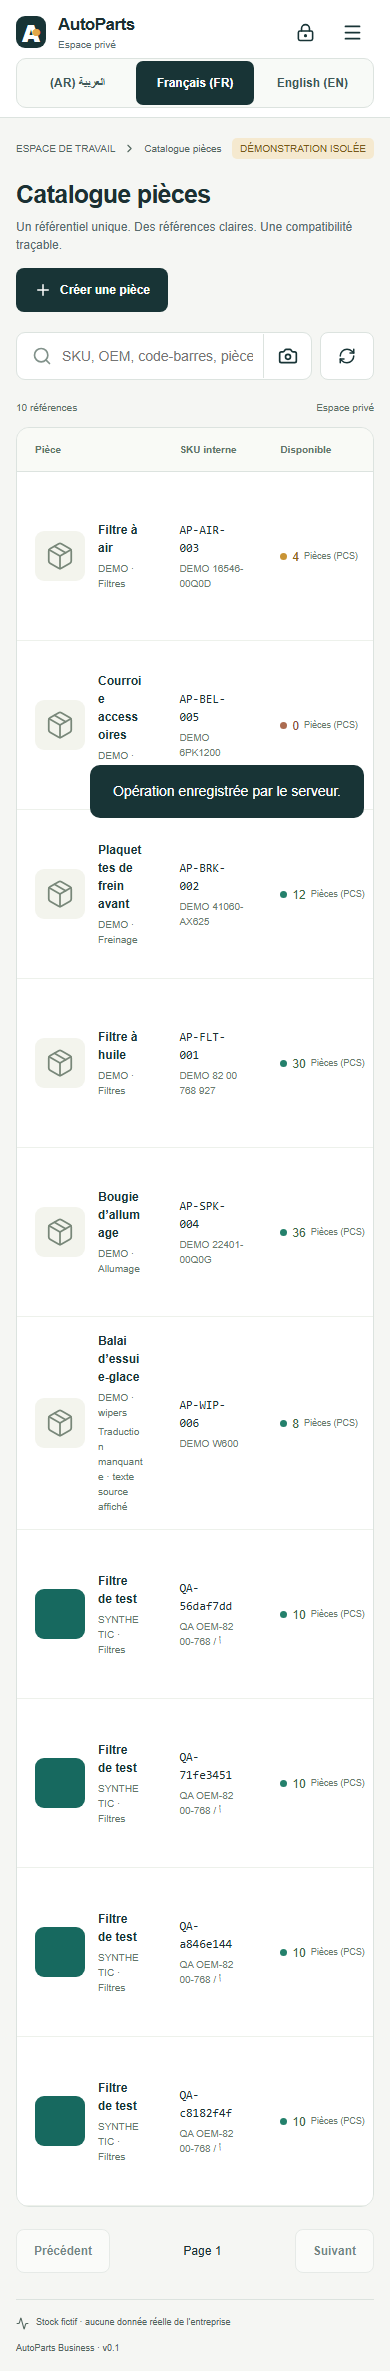 AutoParts
Espace privé
العربية (AR)
Français (FR)
English (EN)
ESPACE DE TRAVAIL
Catalogue pièces
DÉMONSTRATION ISOLÉE
Catalogue pièces
Un référentiel unique. Des références claires. Une compatibilité
traçable.
Créer une pièce
SKU, OEM, code-barres, pièce
10 références
Espace privé
Pièce
SKU interne
Disponible
Filtre à
air
DEMO ·
Filtres
AP-AIR-
003
DEMO 16546-
00Q0D
4 Pièces (PCS)
Courroi
e
access
oires
DEMO ·
AP-BEL-
005
DEMO
6PK1200
0 Pièces (PCS)
Opération enregistrée par le serveur.
Plaquet
tes de
frein
avant
DEMO ·
Freinage
AP-BRK-
002
DEMO 41060-
AX625
12 Pièces (PCS)
Filtre à
huile
DEMO ·
Filtres
AP-FLT-
001
DEMO 82 00
768 927
30 Pièces (PCS)
Bougie
d’allum
age
DEMO ·
Allumage
AP-SPK-
004
DEMO 22401-
00Q0G
36 Pièces (PCS)
Balai
d’essui
e-glace
DEMO ·
wipers
Traductio
n
manquant
e · texte
source
affiché
AP-WIP-
006
DEMO W600
8 Pièces (PCS)
Filtre
de test
SYNTHE
TIC ·
Filtres
QA-
56daf7dd
QA OEM-82
00-768 / أ
10 Pièces (PCS)
Filtre
de test
SYNTHE
TIC ·
Filtres
QA-
71fe3451
QA OEM-82
00-768 / أ
10 Pièces (PCS)
Filtre
de test
SYNTHE
TIC ·
Filtres
QA-
a846e144
QA OEM-82
00-768 / أ
10 Pièces (PCS)
Filtre
de test
SYNTHE
TIC ·
Filtres
QA-
c8182f4f
QA OEM-82
00-768 / أ
10 Pièces (PCS)
Précédent
Page 1
Suivant
Stock fictif · aucune donnée réelle de l’entreprise
AutoParts Business · v0.1